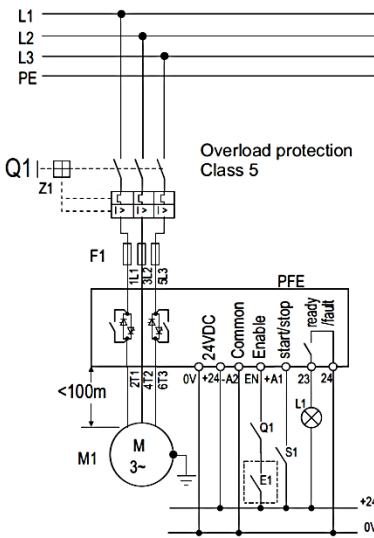 L1
L2
L3
PE
Overload protection
Class 5
Q1
Z1
I> I> I>
F1
1L1
3L2
5L3
PFE
24VDC
Common
Enable
start/stop
ready
/fault
<100m
2T1
4T2
6T3
0V +24 -A2 EN +A1 23 24
L1
Q1
S1
E1
M1
M
3~
+24
0V